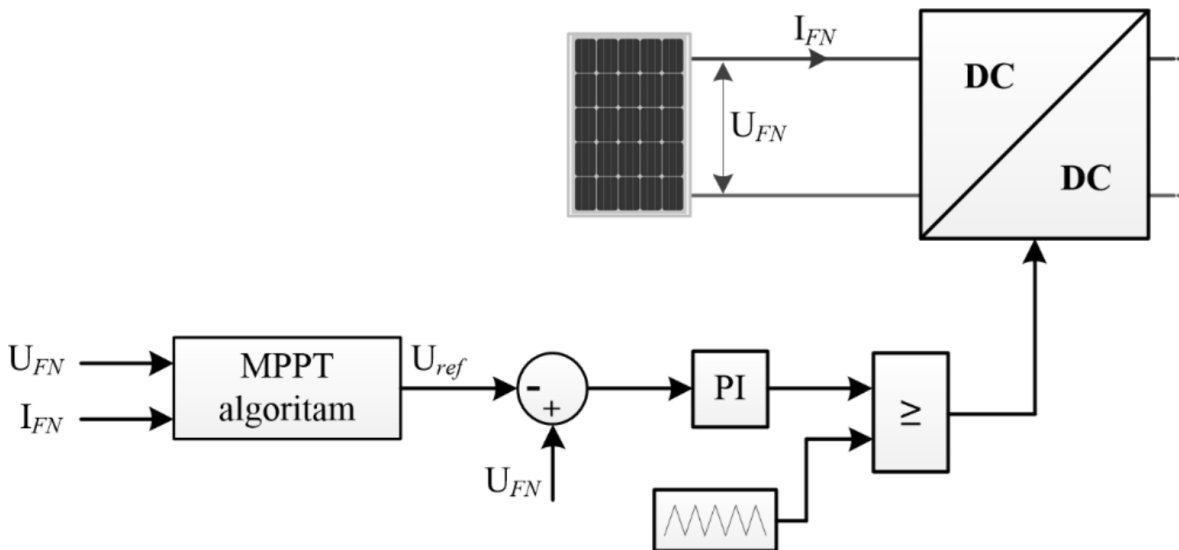 I_FN
DC
U_FN
DC
U_FN
MPPT
algoritam
U_ref
I_FN
-
+
U_FN
PI
≥